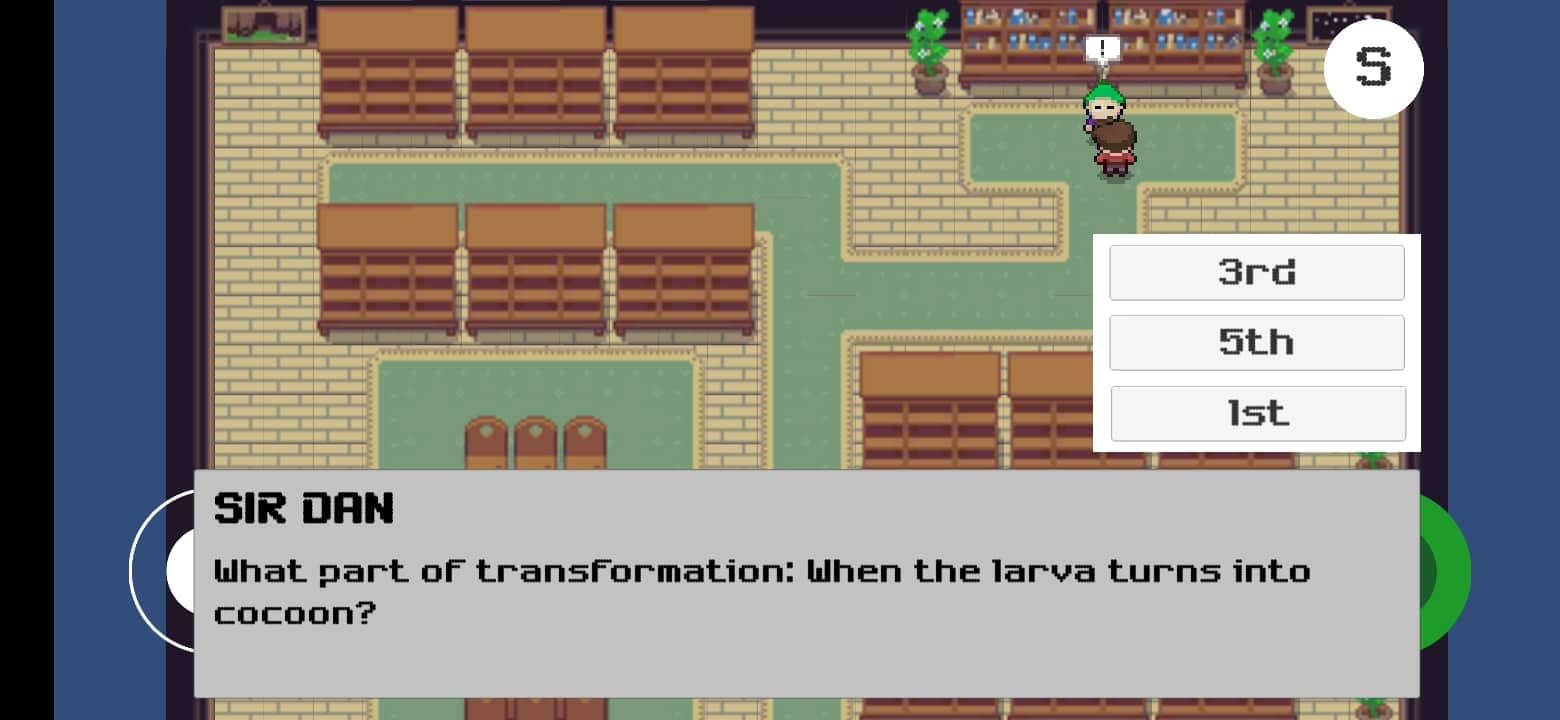 !
S
3rd
5th
1st
SIR DAN
What part of transformation: When the larva turns into
cocoon?